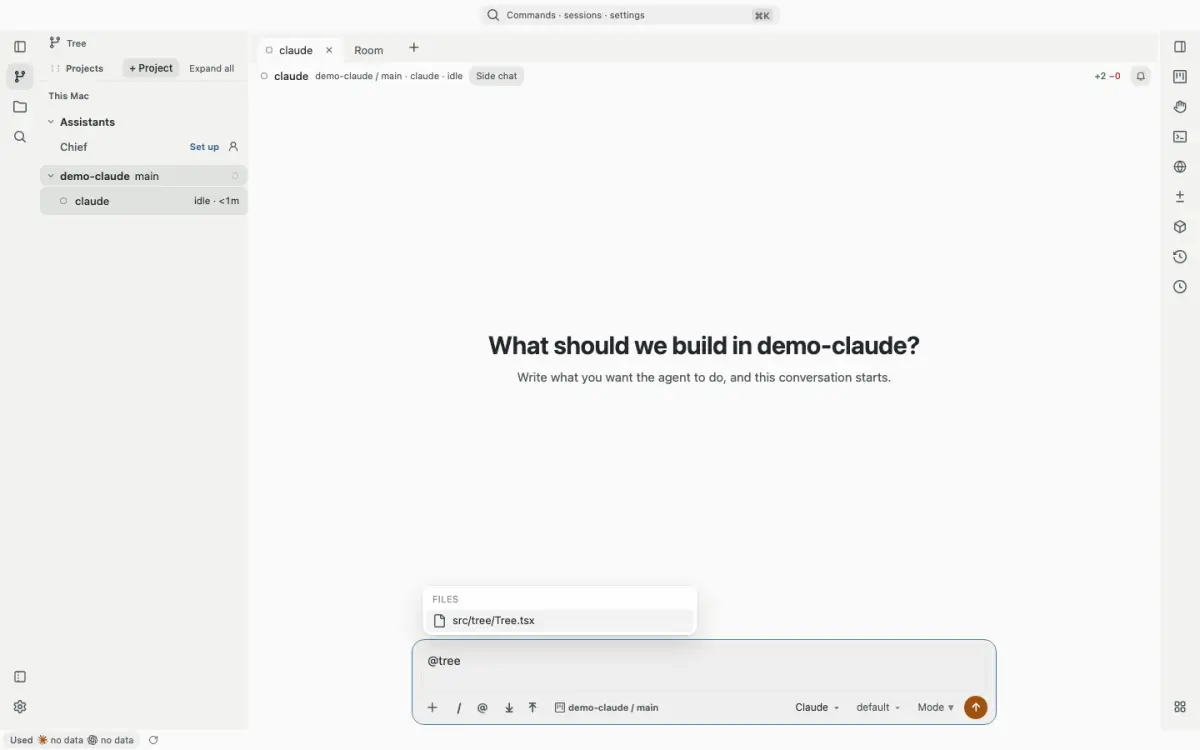 Commands · sessions · settings ⌘K
Tree
Projects + Project Expand all
This Mac
Assistants
Chief Set up
demo-claude main
claude idle · <1m
claude × Room +
claude demo-claude / main · claude · idle Side chat +2 −0
What should we build in demo-claude?
Write what you want the agent to do, and this conversation starts.
FILES
src/tree/Tree.tsx
@tree
+ / @ demo-claude / main Claude default Mode
Used no data no data